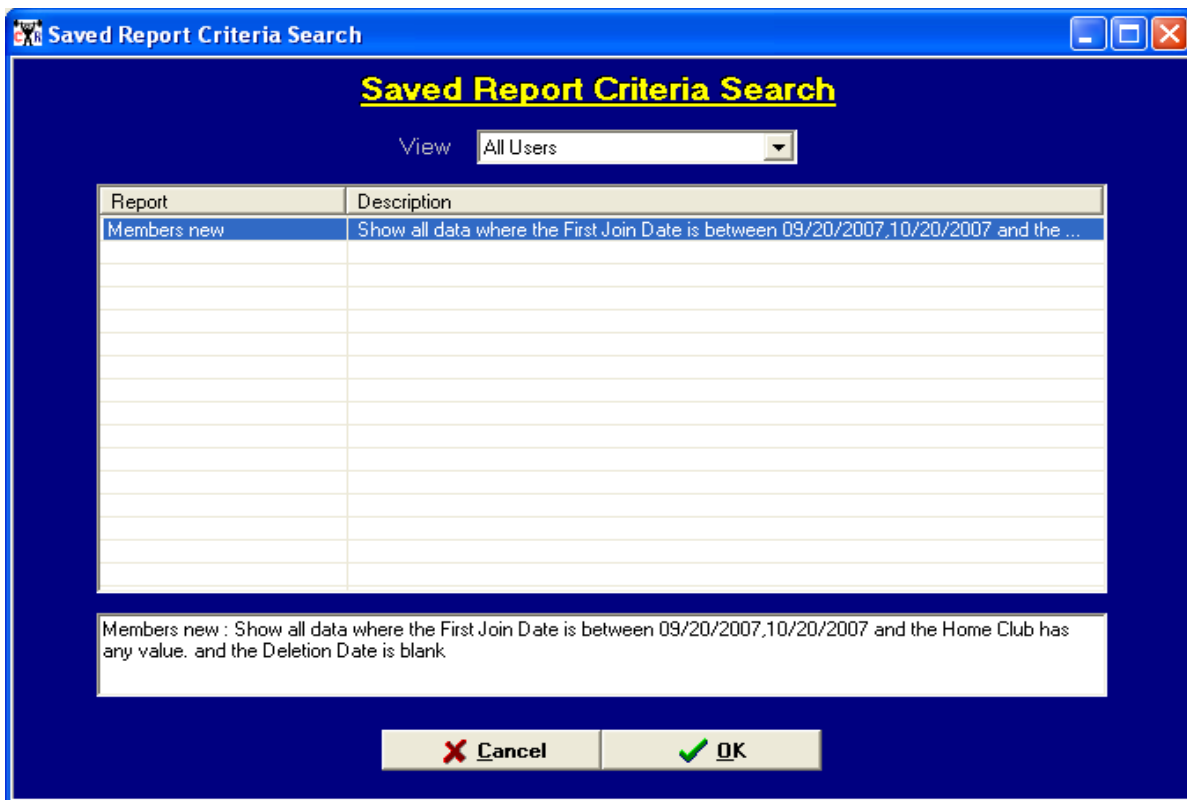 Saved Report Criteria Search
Saved Report Criteria Search
View All Users
Report Description
Members new Show all data where the First Join Date is between 09/20/2007,10/20/2007 and the ...
Members new : Show all data where the First Join Date is between 09/20/2007,10/20/2007 and the Home Club has
any value. and the Deletion Date is blank
Cancel OK